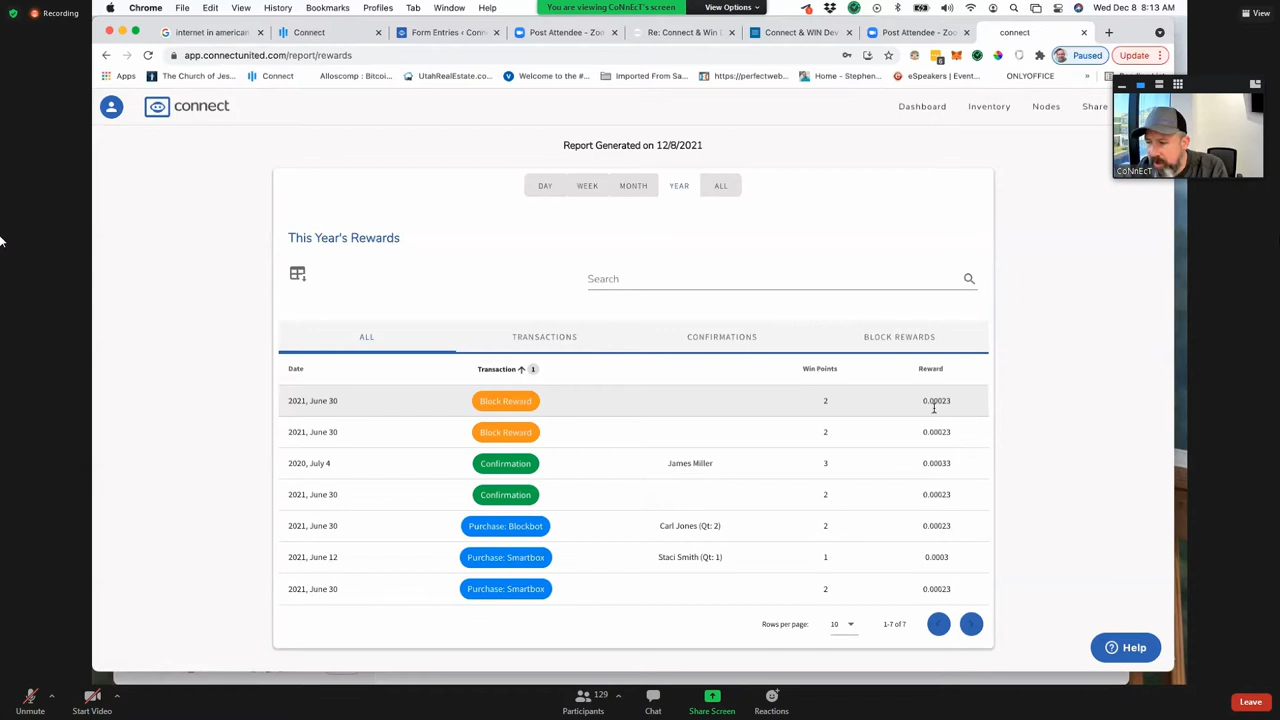 Recording
Chrome File Edit View History Bookmarks Profiles Tab Window Help
You are viewing CoNnEcT's screen
View Options
Wed Dec 8 8:13 AM
View
internet in american
Connect
Form Entries ‹ Connec
Post Attendee - Zoo
Re: Connect & Win D
Connect & WIN Dev
Post Attendee - Zoo
connect
app.connectunited.com/report/rewards
6
Paused
Update
Apps
The Church of Jes...
Connect
Alloscomp : Bitcoi...
UtahRealEstate.co...
Welcome to the #...
Imported From Sa...
https://perfectweb...
Home - Stephen...
eSpeakers | Event...
ONLYOFFICE
»
connect
Dashboard
Inventory
Nodes
Share
CoNnEcT
Report Generated on 12/8/2021
DAY WEEK MONTH YEAR ALL
This Year's Rewards
Search
ALL TRANSACTIONS CONFIRMATIONS BLOCK REWARDS
Date Transaction 1 Win Points Reward
2021, June 30 Block Reward 2 0.00023
2021, June 30 Block Reward 2 0.00023
2020, July 4 Confirmation James Miller 3 0.00033
2021, June 30 Confirmation 2 0.00023
2021, June 30 Purchase: Blockbot Carl Jones (Qt: 2) 2 0.00023
2021, June 12 Purchase: Smartbox Staci Smith (Qt: 1) 1 0.0003
2021, June 30 Purchase: Smartbox 2 0.00023
Rows per page: 10 1-7 of 7
Help
Unmute
Start Video
Participants 129
Chat
Share Screen
Reactions
Leave